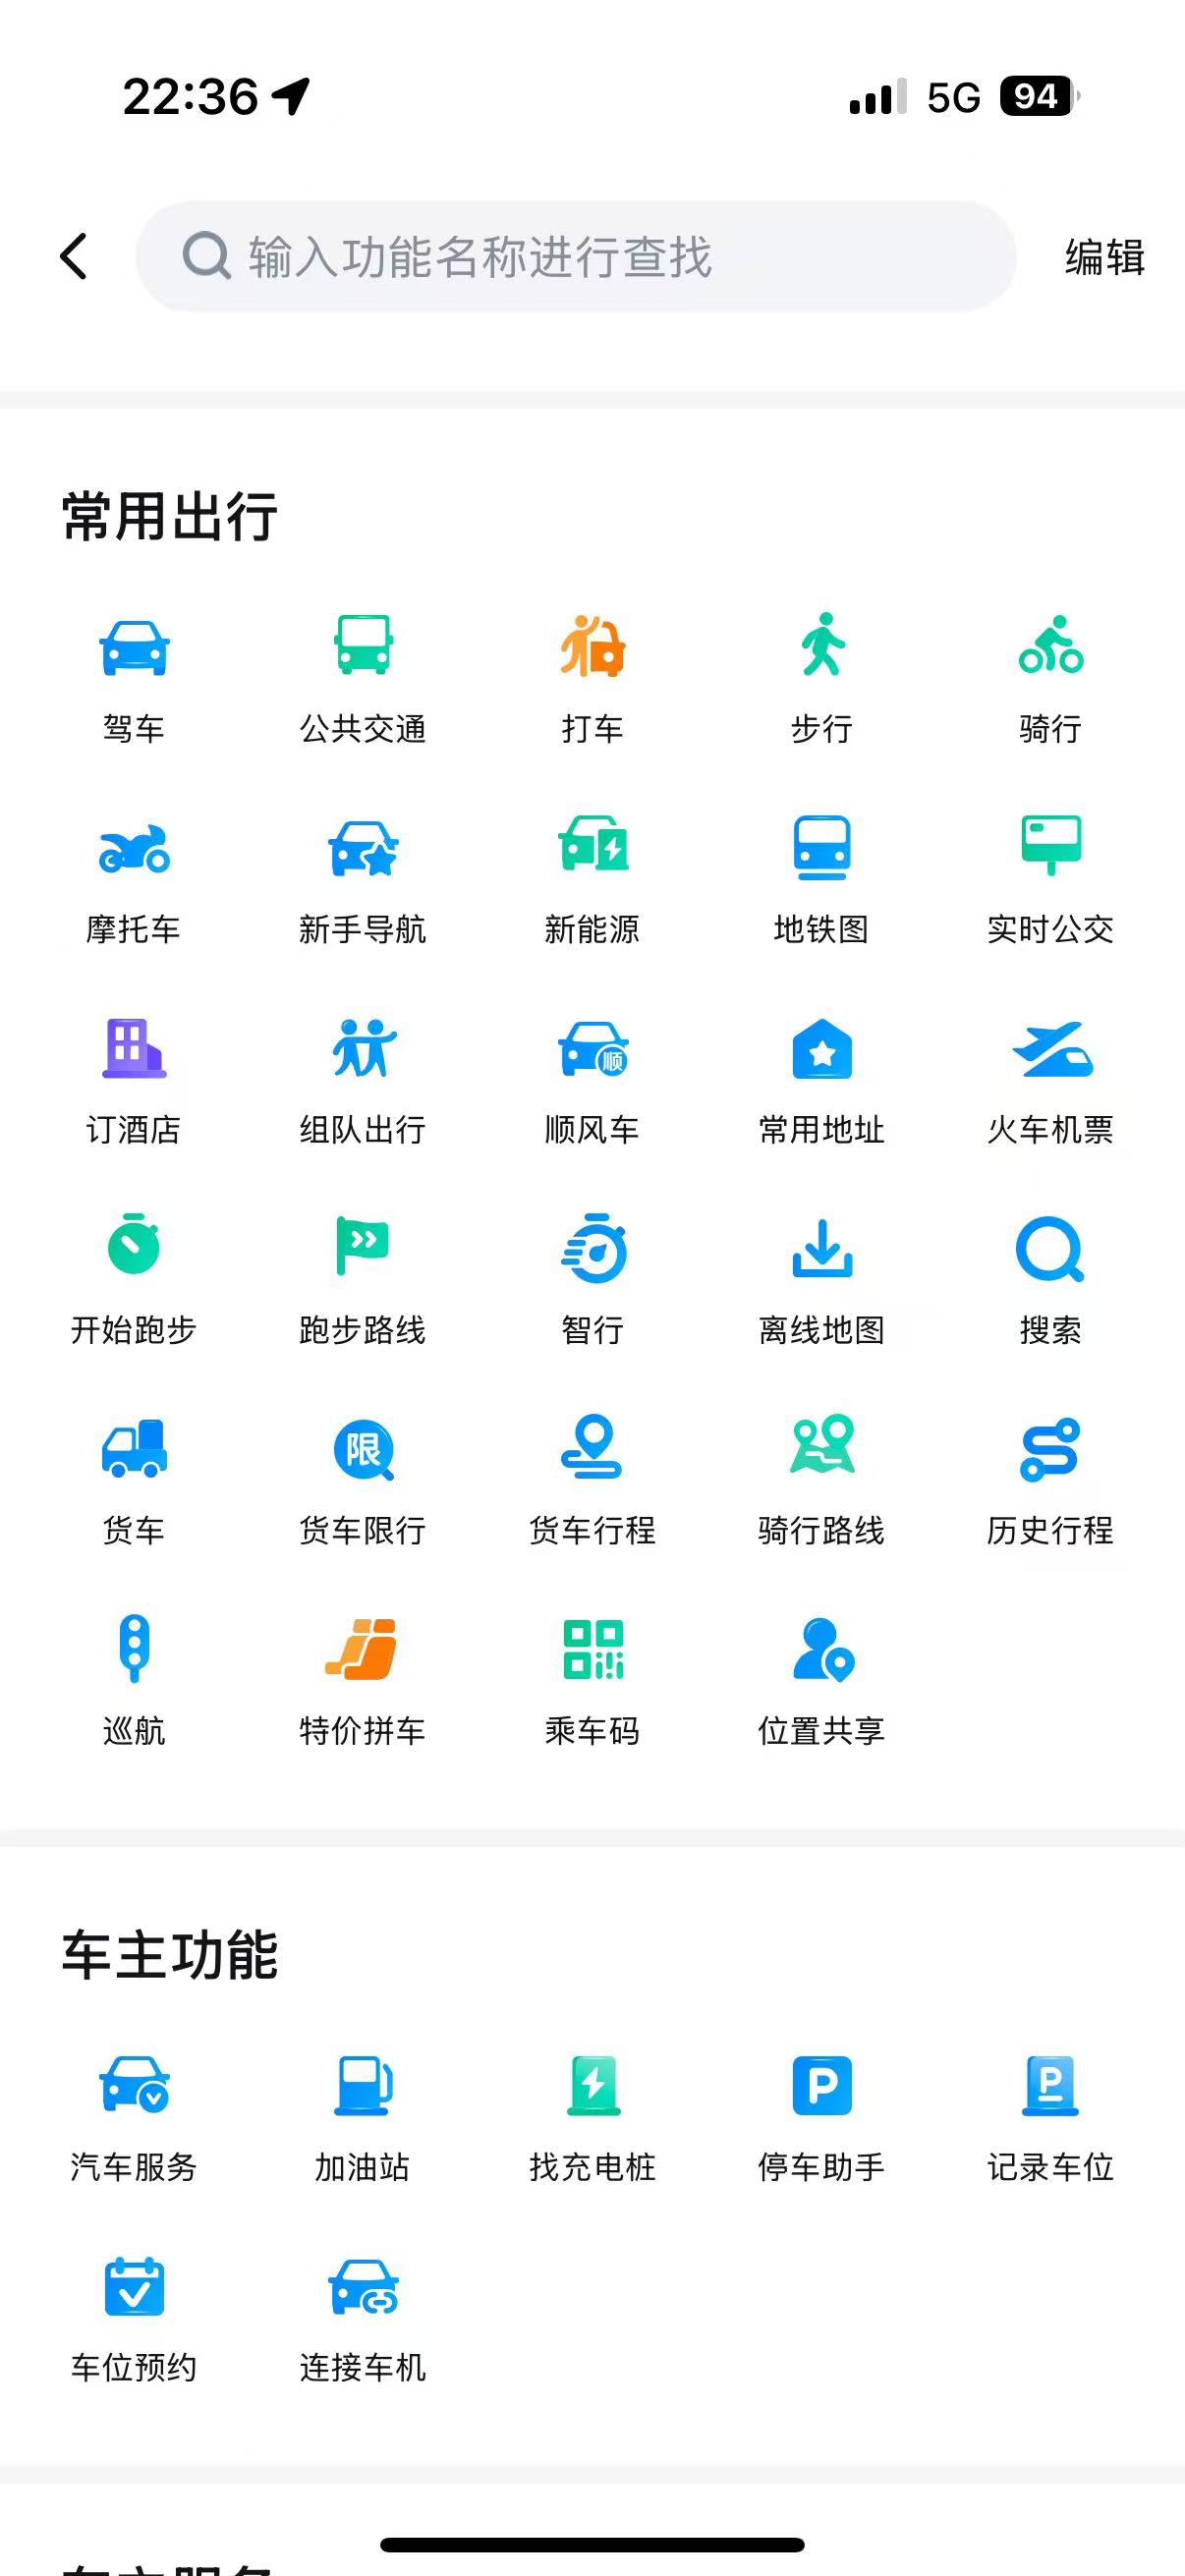 22:36 5G 94
输入功能名称进行查找 编辑
常用出行
驾车 公共交通 打车 步行 骑行
摩托车 新手导航 新能源 地铁图 实时公交
顺
订酒店 组队出行 顺风车 常用地址 火车机票
开始跑步 跑步路线 智行 离线地图 搜索
限
货车 货车限行 货车行程 骑行路线 历史行程
巡航 特价拼车 乘车码 位置共享
车主功能
P P
汽车服务 加油站 找充电桩 停车助手 记录车位
车位预约 连接车机